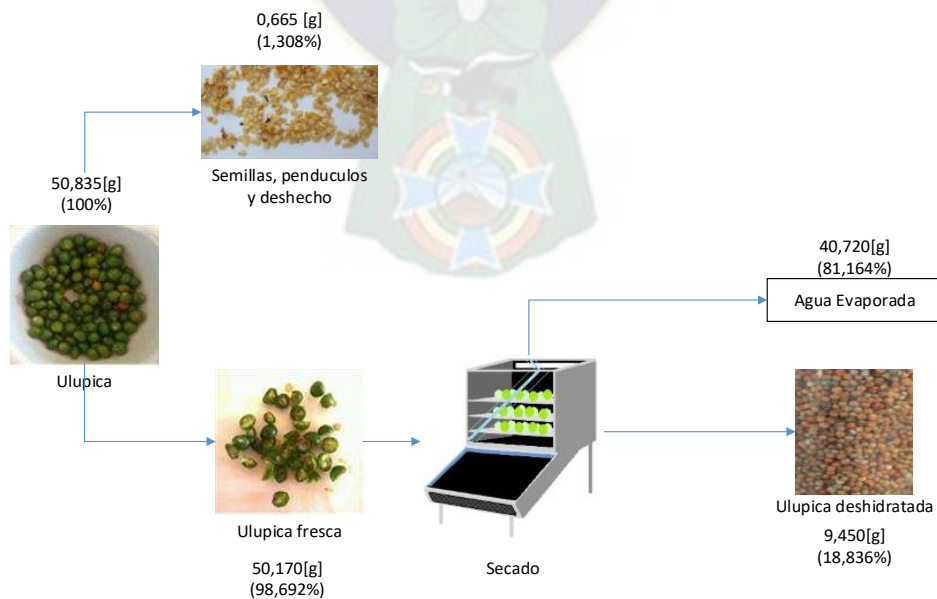 0,665 [g]
(1,308%)
Semillas, penduculos
y deshecho
50,835[g]
(100%)
Ulupica
40,720[g]
(81,164%)
Agua Evaporada
Ulupica fresca
50,170[g]
(98,692%)
Secado
Ulupica deshidratada
9,450[g]
(18,836%)